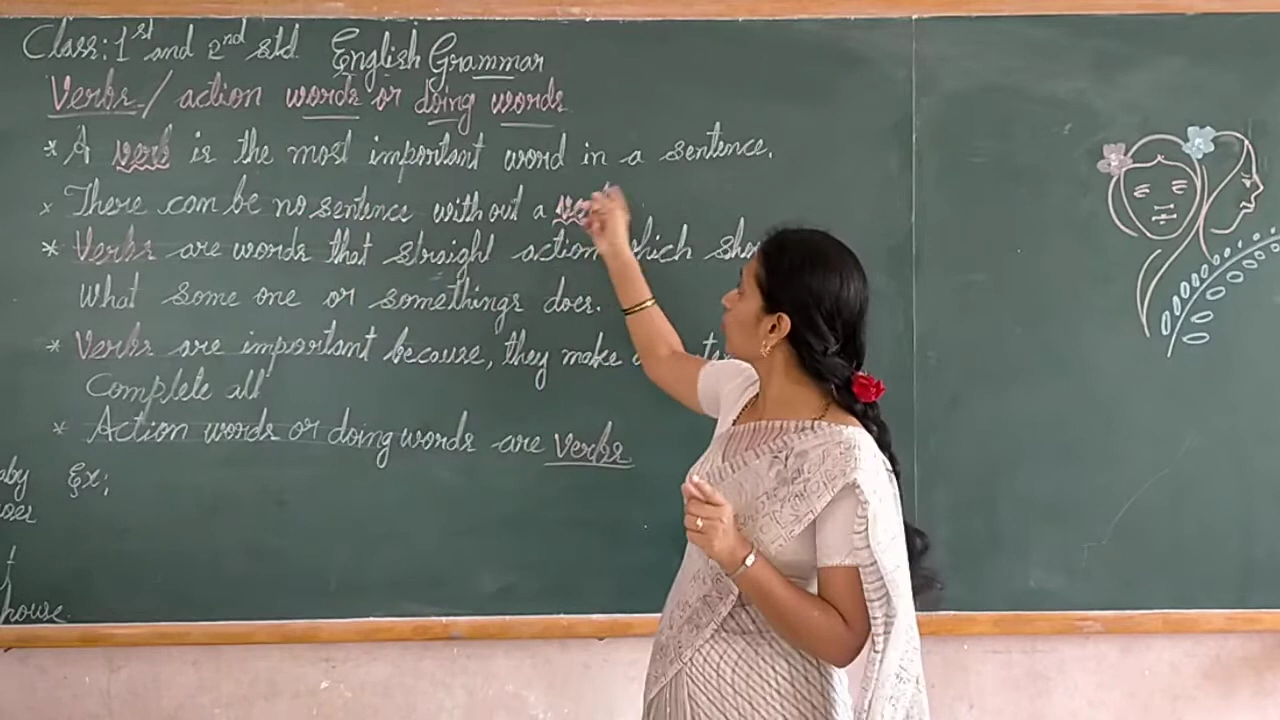 Class: 1st and 2nd std. English Grammar
Verbs / action words or doing words
* A verb is the most important word in a sentence.
* There can be no sentence without a
* Verbs are words that straight action which
What some one or somethings does.
* Verbs are important because, they make
Complete all
* Action words or doing words are Verbs
Ex:
house.